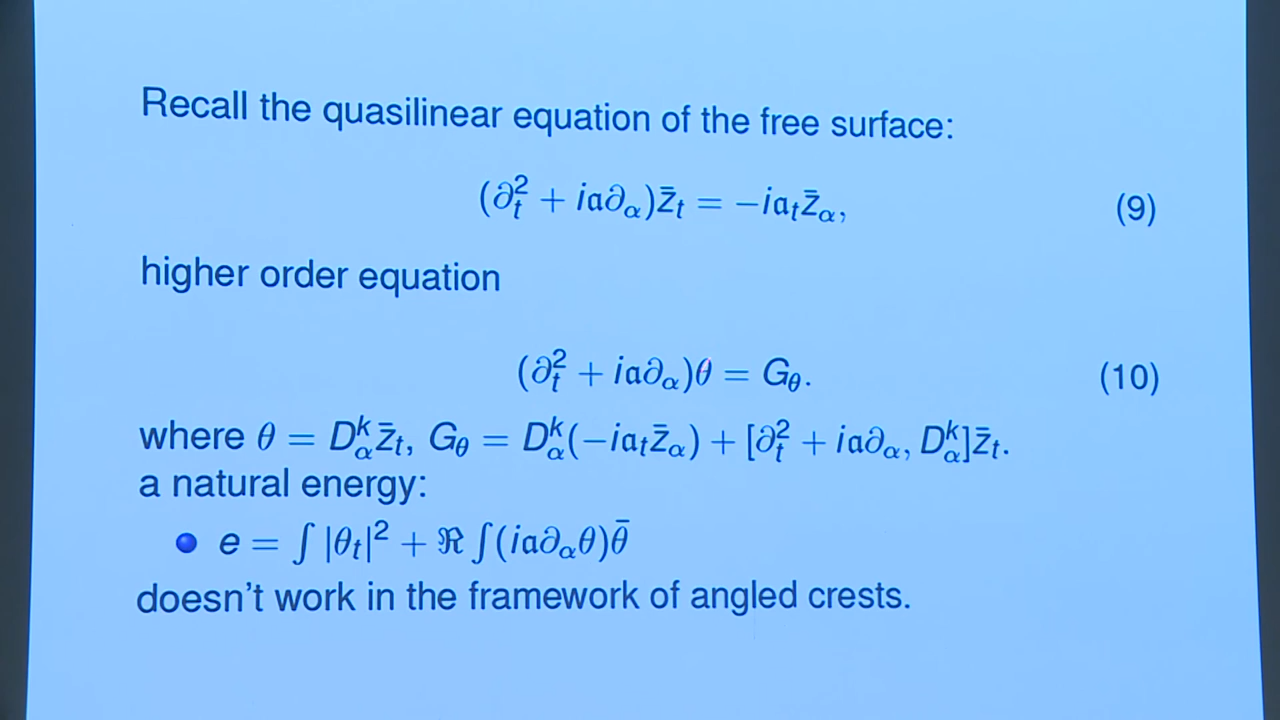 Recall the quasilinear equation of the free surface:
(∂_t^2 + i𝔞∂_α)z̄_t = −i𝔞_t z̄_α, (9)
higher order equation
(∂_t^2 + i𝔞∂_α)θ = G_θ. (10)
where θ = D_α^k z̄_t, G_θ = D_α^k(−i𝔞_t z̄_α) + [∂_t^2 + i𝔞∂_α, D_α^k]z̄_t.
a natural energy:
● e = ∫ |θ_t|^2 + ℜ ∫(i𝔞∂_αθ)θ̄
doesn't work in the framework of angled crests.